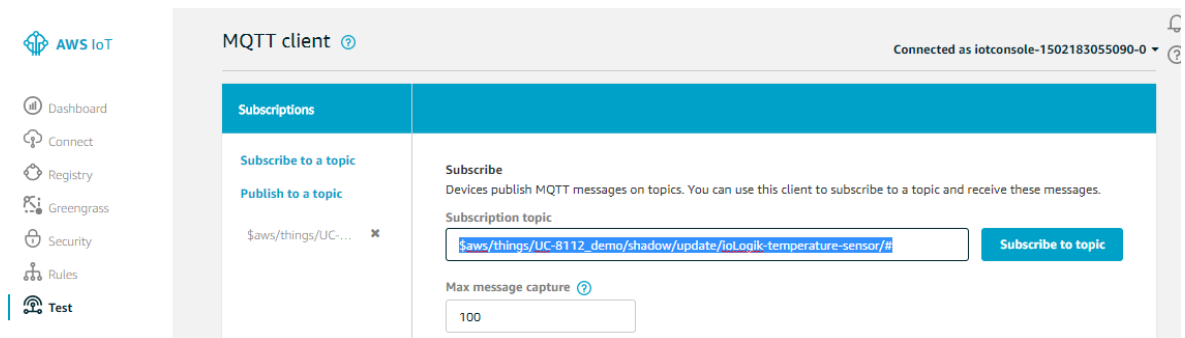 AWS IoT
Dashboard
Connect
Registry
Greengrass
Security
Rules
Test
MQTT client ?
Connected as iotconsole-1502183055090-0
?
Subscriptions
Subscribe to a topic
Publish to a topic
$aws/things/UC-... ✖
Subscribe
Devices publish MQTT messages on topics. You can use this client to subscribe to a topic and receive these messages.
Subscription topic
$aws/things/UC-8112_demo/shadow/update/ioLogik-temperature-sensor/#
Subscribe to topic
Max message capture ?
100